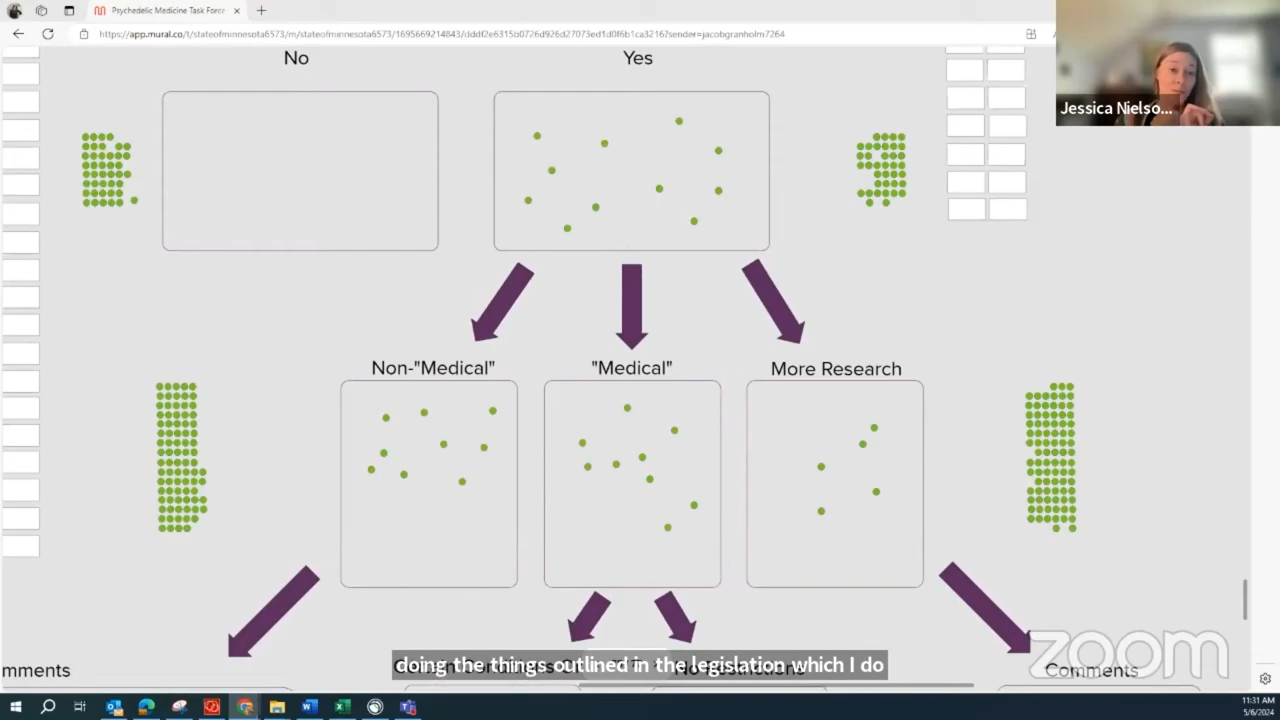 Psychedelic Medicine Task Force
https://app.mural.co/t/stateofminnesota6573/m/stateofminnesota6573/1695669214843/dddf2e6315b0726d926d27073ed1d0f6b1ca3216?sender=jacobgranholm7264
Jessica Nielso...
No
Yes
Non-"Medical"
"Medical"
More Research
doing the things outlined in the legislation which I do
mments
Comments
zoom
11:31 AM
5/6/2024